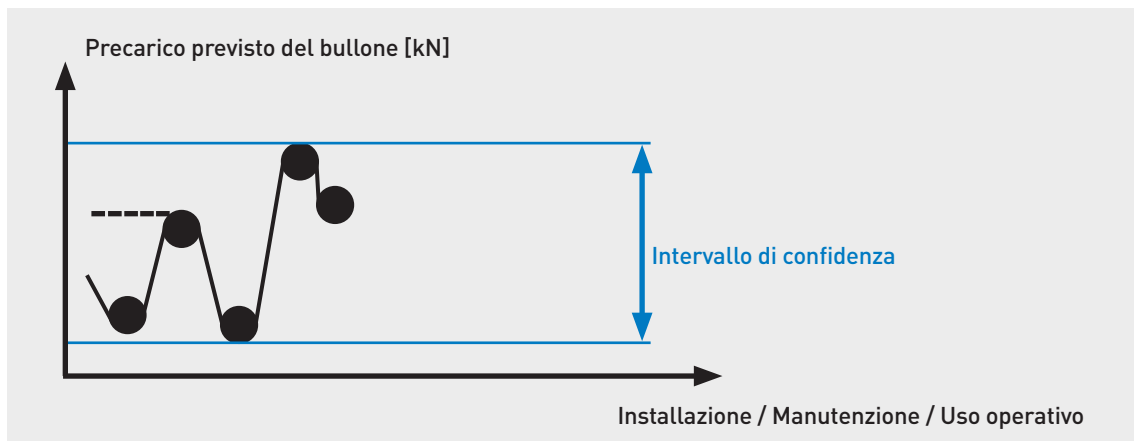 Precarico previsto del bullone [kN]
Intervallo di confidenza
Installazione / Manutenzione / Uso operativo